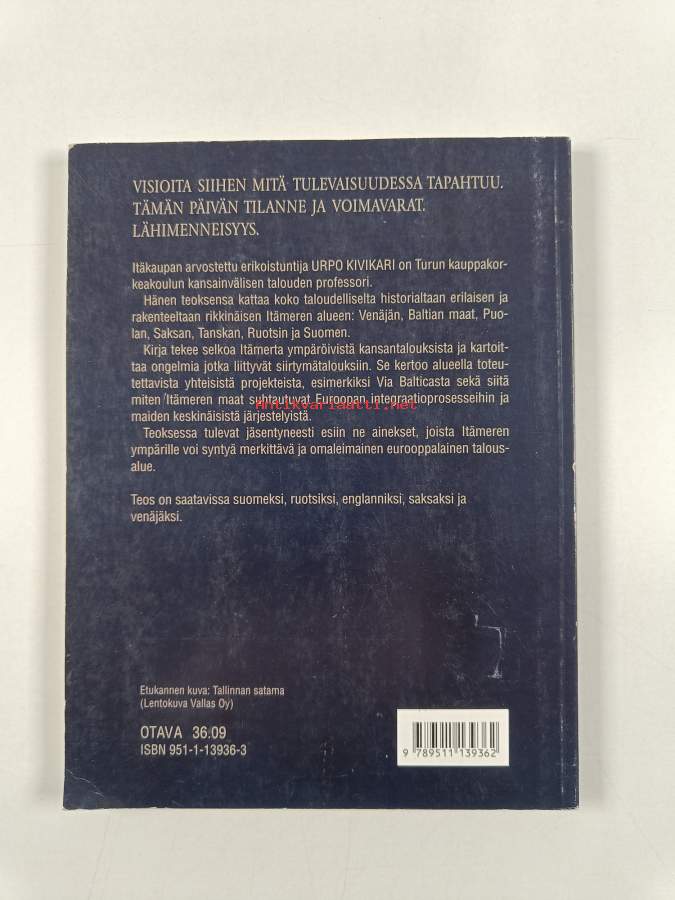 VISIOITA SIIHEN MITÄ TULEVAISUUDESSA TAPAHTUU.
TÄMÄN PÄIVÄN TILANNE JA VOIMAVARAT.
LÄHIMENNEISYYS.
Itäkaupan arvostettu erikoistuntija URPO KIVIKARI on Turun kauppakor-
keakoulun kansainvälisen talouden professori.
Hänen teoksensa kattaa koko taloudelliselta historialtaan erilaisen ja
rakenteeltaan rikkinäisen Itämeren alueen: Venäjän, Baltian maat, Puo-
lan, Saksan, Tanskan, Ruotsin ja Suomen.
Kirja tekee selkoa Itämerta ympäröivistä kansantalouksista ja kartoit-
taa ongelmia jotka liittyvät siirtymätalouksiin. Se kertoo alueella toteu-
tettavista yhteisistä projekteista, esimerkiksi Via Balticasta sekä siitä
miten Itämeren maat suhtautuvat Euroopan integraatioprosesseihin ja
maiden keskinäisistä järjestelyistä.
Antikvariaatti.net
Teoksessa tulevat jäsentyneesti esiin ne ainekset, joista Itämeren
ympärille voi syntyä merkittävä ja omaleimainen eurooppalainen talous-
alue.
Teos on saatavissa suomeksi, ruotsiksi, englanniksi, saksaksi ja
venäjäksi.
Etukannen kuva: Tallinnan satama
(Lentokuva Vallas Oy)
OTAVA 36.09
ISBN 951-1-13936-3
9 789511 139362